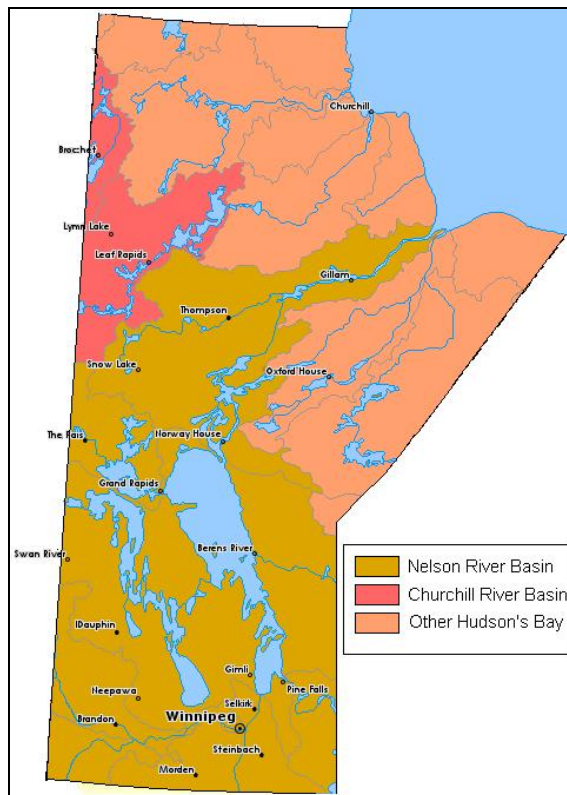 Churchill
Brochet
Lynn Lake
Leaf Rapids
Gillam
Thompson
Snow Lake
Oxford House
The Pas
Norway House
Grand Rapids
Swan River
Berens River
Nelson River Basin
Churchill River Basin
Other Hudson's Bay
IDauphin
Gimli
Pine Falls
Neepawa
Selkirk
Brandon
Winnipeg
Steinbach
Morden